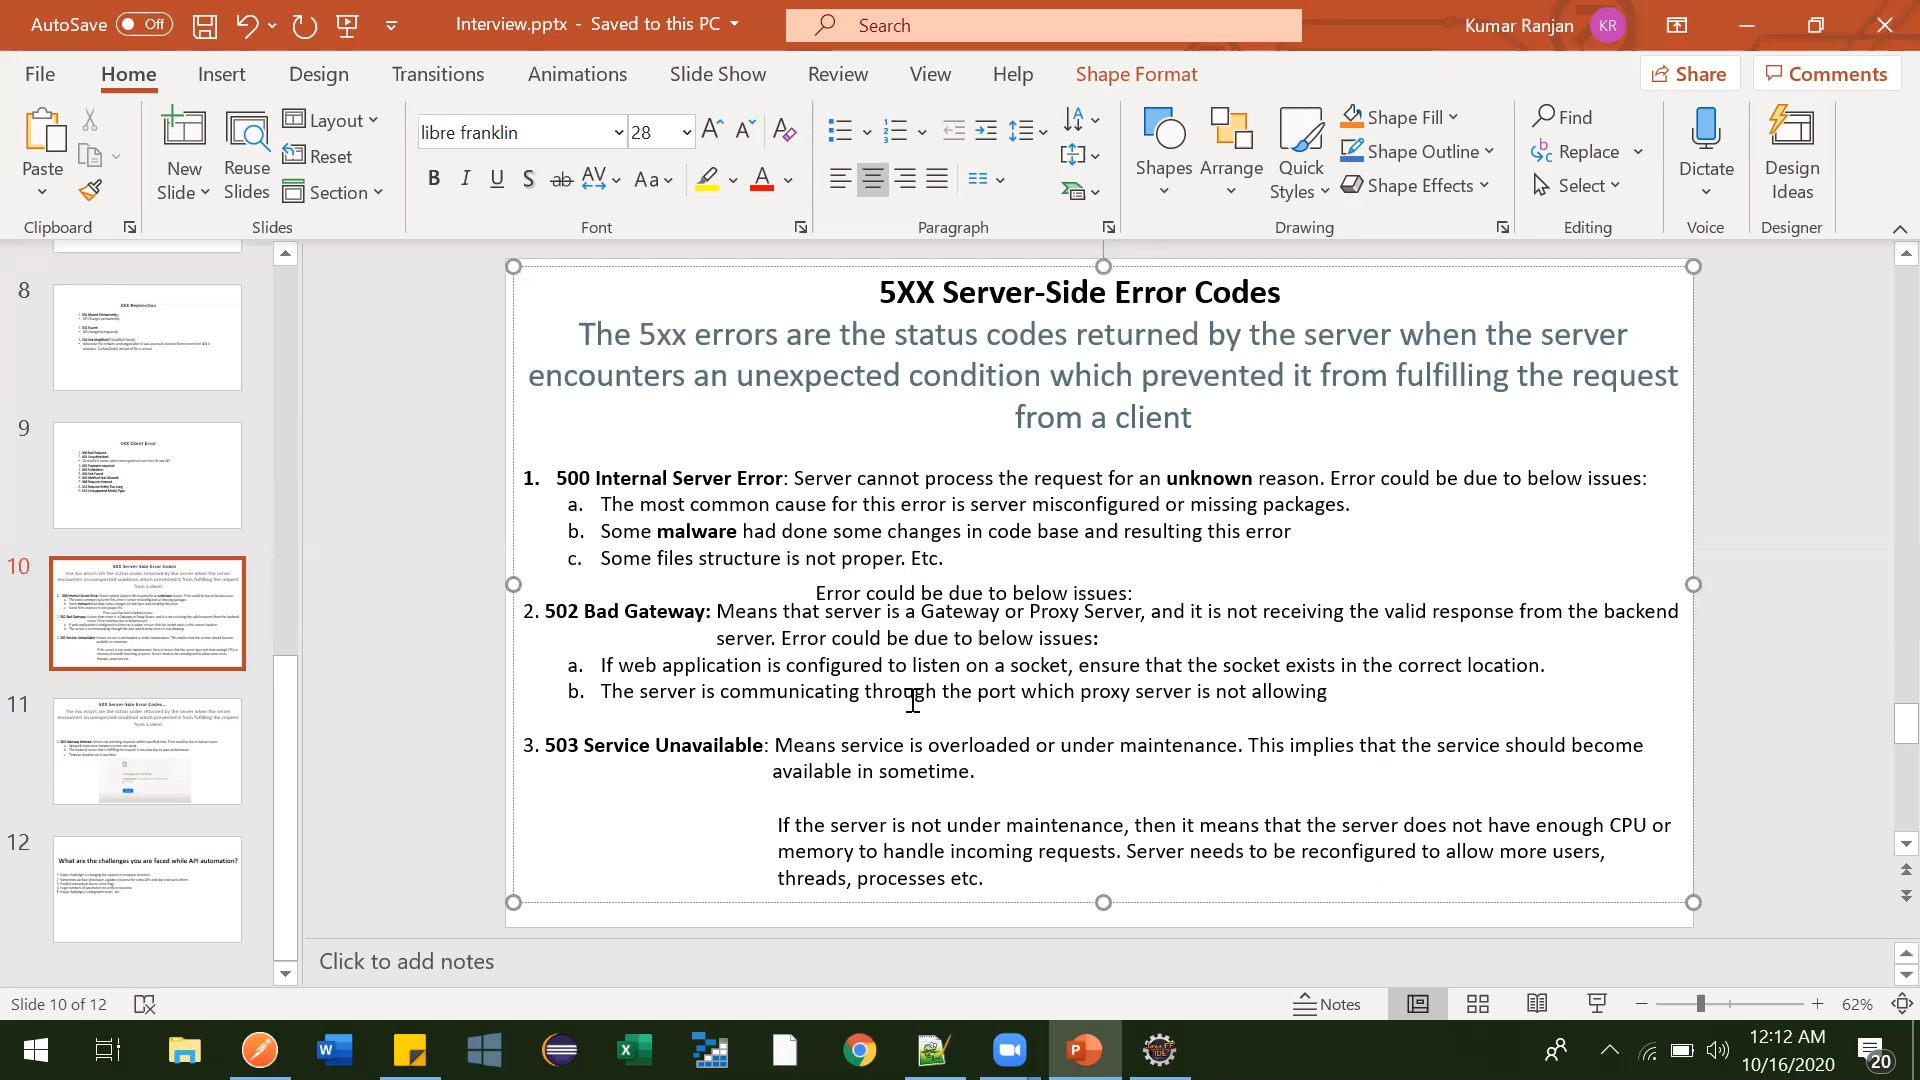 AutoSave Off Interview.pptx - Saved to this PC Search Kumar Ranjan KR
File Home Insert Design Transitions Animations Slide Show Review View Help Shape Format Share Comments
Paste New Slide Reuse Slides Layout Reset Section
libre franklin 28
Shapes Arrange Quick Styles Shape Fill Shape Outline Shape Effects
Find Replace Select Dictate Design Ideas
Clipboard Slides Font Paragraph Drawing Editing Voice Designer
8
9
10
11
12
What are the challenges you are faced while API automation?
5XX Server-Side Error Codes
The 5xx errors are the status codes returned by the server when the server
encounters an unexpected condition which prevented it from fulfilling the request
from a client
1. 500 Internal Server Error: Server cannot process the request for an unknown reason. Error could be due to below issues:
a. The most common cause for this error is server misconfigured or missing packages.
b. Some malware had done some changes in code base and resulting this error
c. Some files structure is not proper. Etc.
Error could be due to below issues:
2. 502 Bad Gateway: Means that server is a Gateway or Proxy Server, and it is not receiving the valid response from the backend
server. Error could be due to below issues:
a. If web application is configured to listen on a socket, ensure that the socket exists in the correct location.
b. The server is communicating through the port which proxy server is not allowing
3. 503 Service Unavailable: Means service is overloaded or under maintenance. This implies that the service should become
available in sometime.
If the server is not under maintenance, then it means that the server does not have enough CPU or
memory to handle incoming requests. Server needs to be reconfigured to allow more users,
threads, processes etc.
Click to add notes
Slide 10 of 12 Notes 62%
12:12 AM
10/16/2020
20